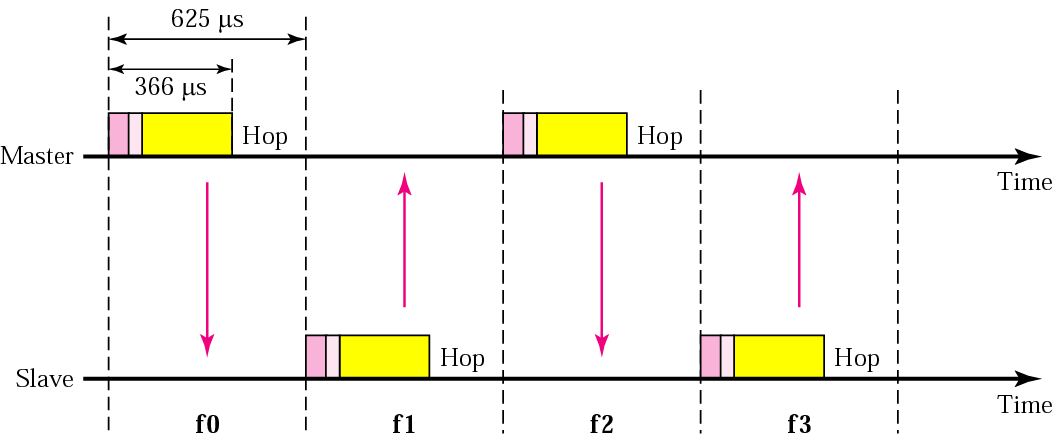 625 μs
366 μs
Hop
Hop
Master
Time
Hop
Hop
Slave
Time
f0
f1
f2
f3